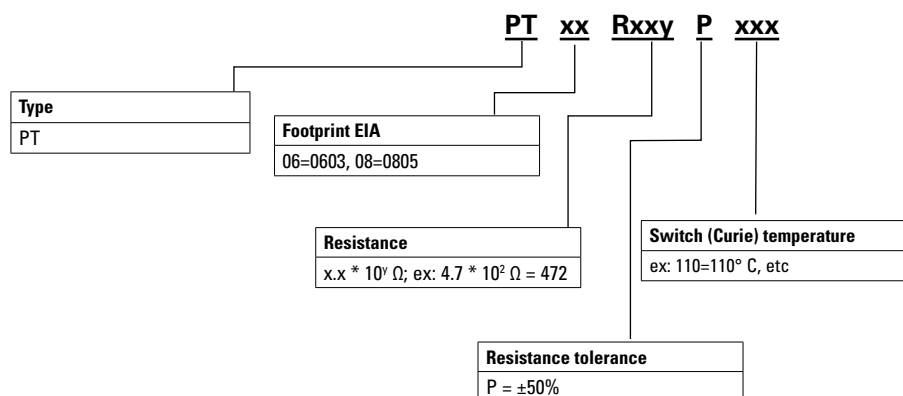 PT xx Rxxy P xxx
Type
PT
Footprint EIA
06=0603, 08=0805
Resistance
x.x * 10ʸ Ω; ex: 4.7 * 10² Ω = 472
Switch (Curie) temperature
ex: 110=110° C, etc
Resistance tolerance
P = ±50%